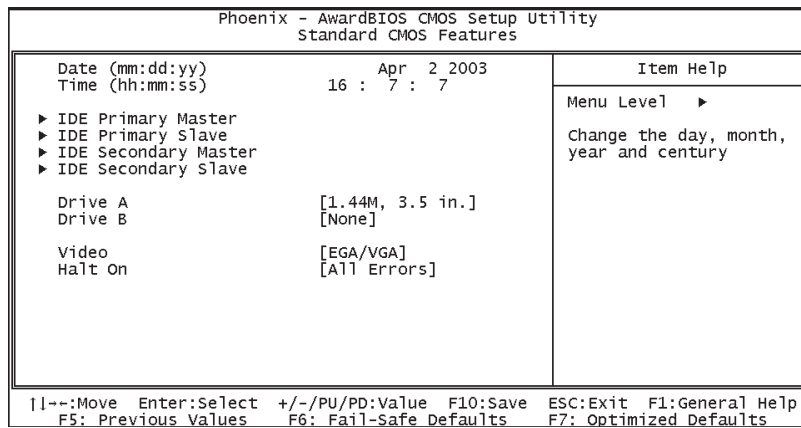 Phoenix - AwardBIOS CMOS Setup Utility
Standard CMOS Features
Date (mm:dd:yy) Apr 2 2003
Time (hh:mm:ss) 16 : 7 : 7
▶ IDE Primary Master
▶ IDE Primary Slave
▶ IDE Secondary Master
▶ IDE Secondary Slave
Drive A [1.44M, 3.5 in.]
Drive B [None]
Video [EGA/VGA]
Halt On [All Errors]
Item Help
Menu Level ▶
Change the day, month,
year and century
↑↓→←:Move Enter:Select +/-/PU/PD:Value F10:Save ESC:Exit F1:General Help
F5: Previous Values F6: Fail-Safe Defaults F7: Optimized Defaults